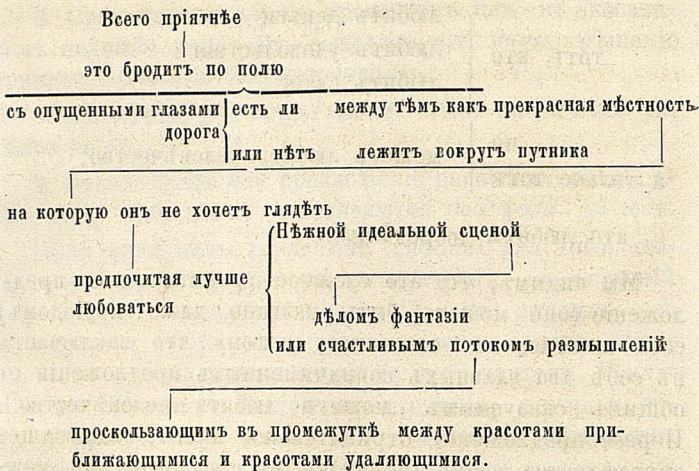 Всего пріятнѣе
это бродитъ по полю
съ опущенными глазами
дорога
есть ли
или нѣтъ
между тѣмъ какъ прекрасная мѣстность
лежитъ вокругъ путника
на которую онъ не хочетъ глядѣть
предпочитая лучше
любоваться
Нѣжной идеальной сценой
дѣломъ фантазіи
или счастливымъ потокомъ размышленій
проскользающимъ въ промежуткѣ между красотами при-
ближающимися и красотами удаляющимися.